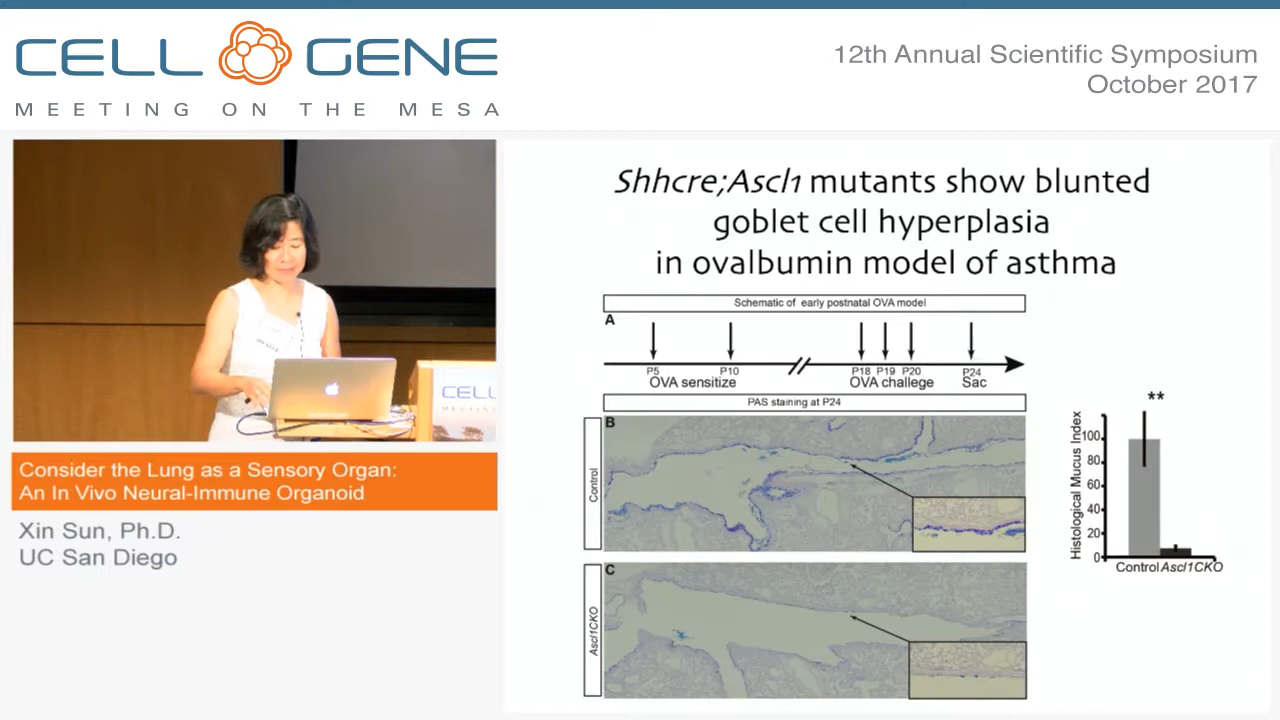 CELL GENE
MEETING ON THE MESA
12th Annual Scientific Symposium
October 2017
CELL
Consider the Lung as a Sensory Organ:
An In Vivo Neural-Immune Organoid
Xin Sun, Ph.D.
UC San Diego
Shhcre;Ascl1 mutants show blunted
goblet cell hyperplasia
in ovalbumin model of asthma
Schematic of early postnatal OVA model
A
P5 P10 P18 P19 P20 P24
OVA sensitize OVA challege Sac
PAS staining at P24
B
Control
C
Ascl1CKO
**
Histological Mucus Index
100
80
60
40
20
0
Control Ascl1CKO